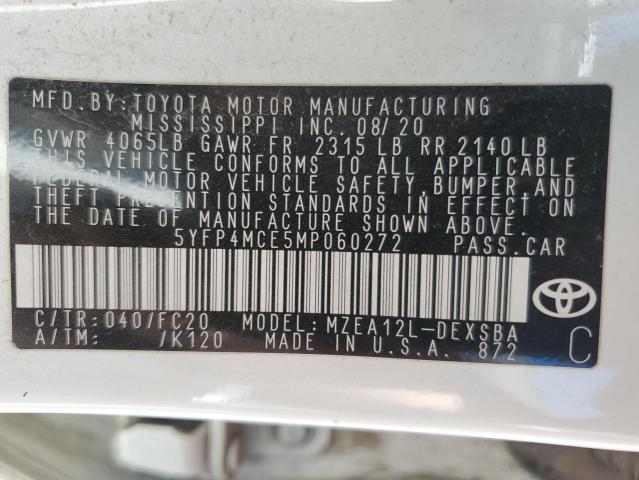 MFD. BY: TOYOTA MOTOR MANUFACTURING
MISSISSIPPI INC. 08/20
GVWR 4065LB GAWR FR 2315 LB RR 2140 LB
THIS VEHICLE CONFORMS TO ALL APPLICABLE
FEDERAL MOTOR VEHICLE SAFETY, BUMPER AND
THEFT PREVENTION STANDARDS IN EFFECT ON
THE DATE OF MANUFACTURE SHOWN ABOVE.
5YFP4MCE5MP060272 PASS.CAR
C/TR: 040/FC20 MODEL: MZEA12L-DEXSBA
A/TM: /K120 MADE IN U.S.A. 872
C